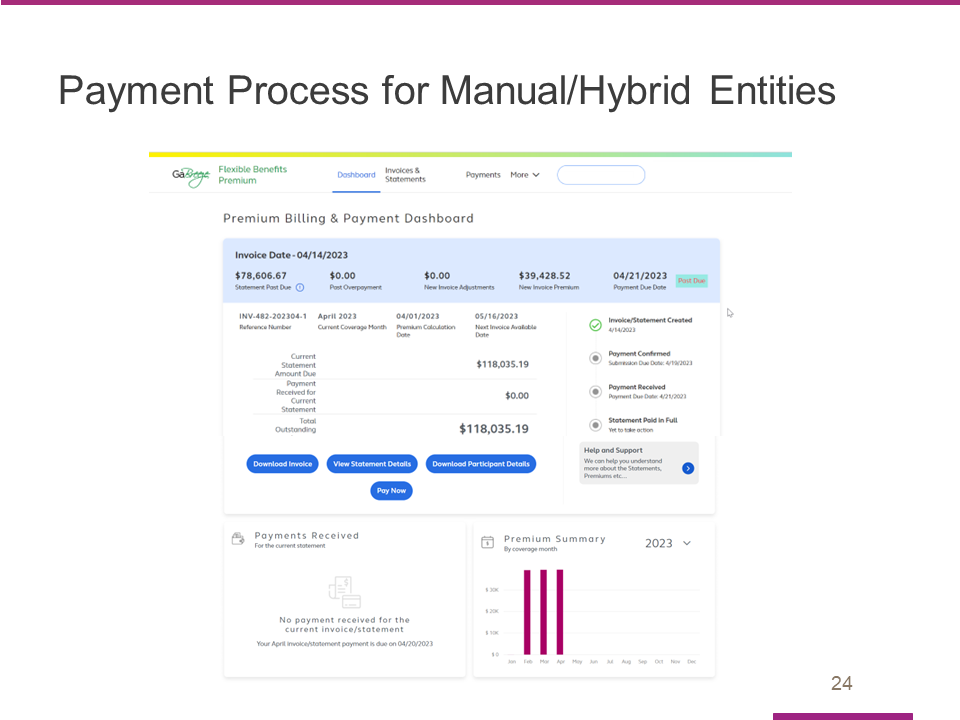 Payment Process for Manual/Hybrid Entities
GaBreeze
Flexible Benefits
Premium
Dashboard
Invoices &
Statements
Payments
More
Premium Billing & Payment Dashboard
Invoice Date - 04/14/2023
$78,606.67
$0.00
$0.00
$39,428.52
04/21/2023
Past Due
Statement Past Due
Past Overpayment
New Invoice Adjustments
New Invoice Premium
Payment Due Date
INV-482-202304-1
April 2023
04/01/2023
05/16/2023
Reference Number
Current Coverage Month
Premium Calculation
Date
Next Invoice Available
Date
Current
Statement
Amount Due
$118,035.19
Payment
Received for
Current
Statement
$0.00
Total
Outstanding
$118,035.19
Download Invoice
View Statement Details
Download Participant Details
Pay Now
Invoice/Statement Created
4/14/2023
Payment Confirmed
Submission Due Date: 4/19/2023
Payment Received
Payment Due Date: 4/21/2023
Statement Paid in Full
Yet to take action
Help and Support
We can help you understand
more about the Statements,
Premiums etc...
Payments Received
For the current statement
No payment received for the
current invoice/statement
Your April invoice/statement payment is due on 04/20/2023
Premium Summary
By coverage month
2023
$ 30K
$ 20K
$ 10K
$ 0
Jan Feb Mar Apr May Jun Jul Aug Sep Oct Nov Dec
24